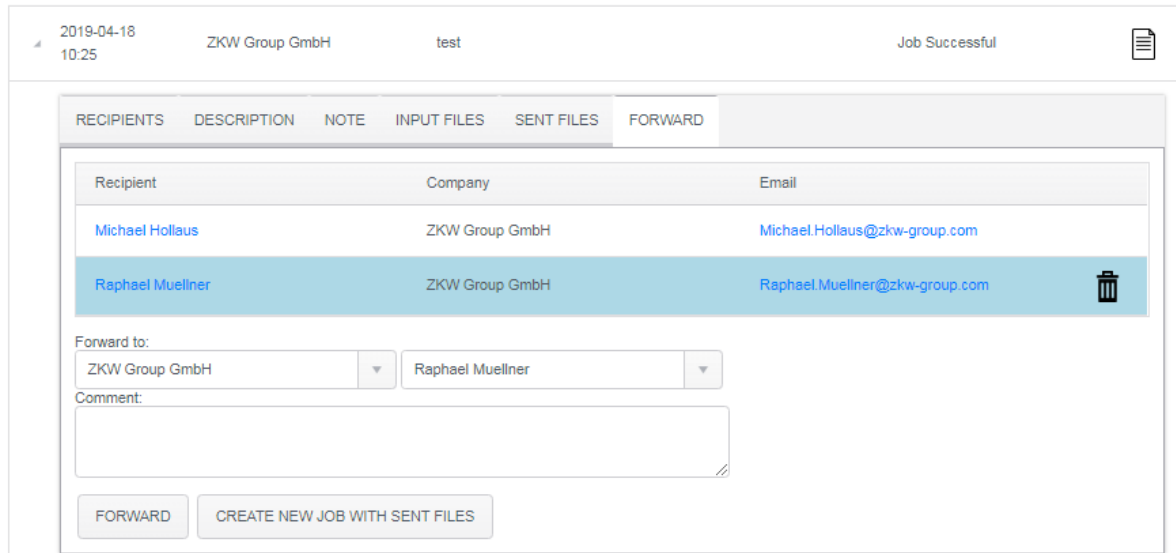 2019-04-18
10:25
ZKW Group GmbH
test
Job Successful
RECIPIENTS DESCRIPTION NOTE INPUT FILES SENT FILES FORWARD
Recipient Company Email
Michael Hollaus ZKW Group GmbH Michael.Hollaus@zkw-group.com
Raphael Muellner ZKW Group GmbH Raphael.Muellner@zkw-group.com
Forward to:
ZKW Group GmbH Raphael Muellner
Comment:
FORWARD CREATE NEW JOB WITH SENT FILES